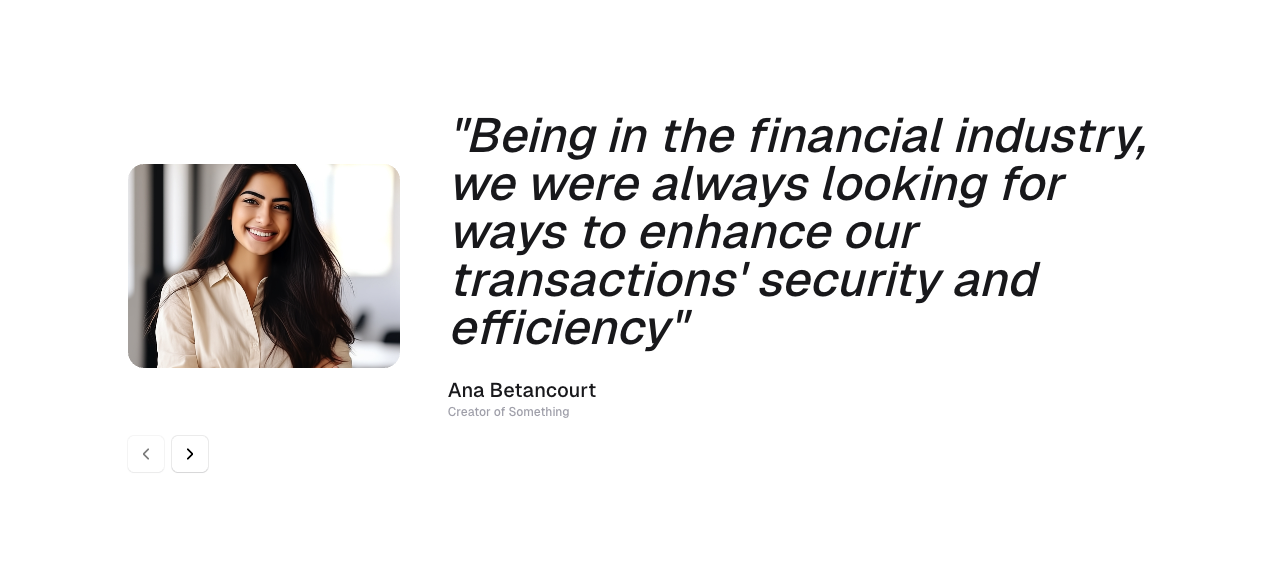 "Being in the financial industry,
we were always looking for
ways to enhance our
transactions' security and
efficiency"
Ana Betancourt
Creator of Something